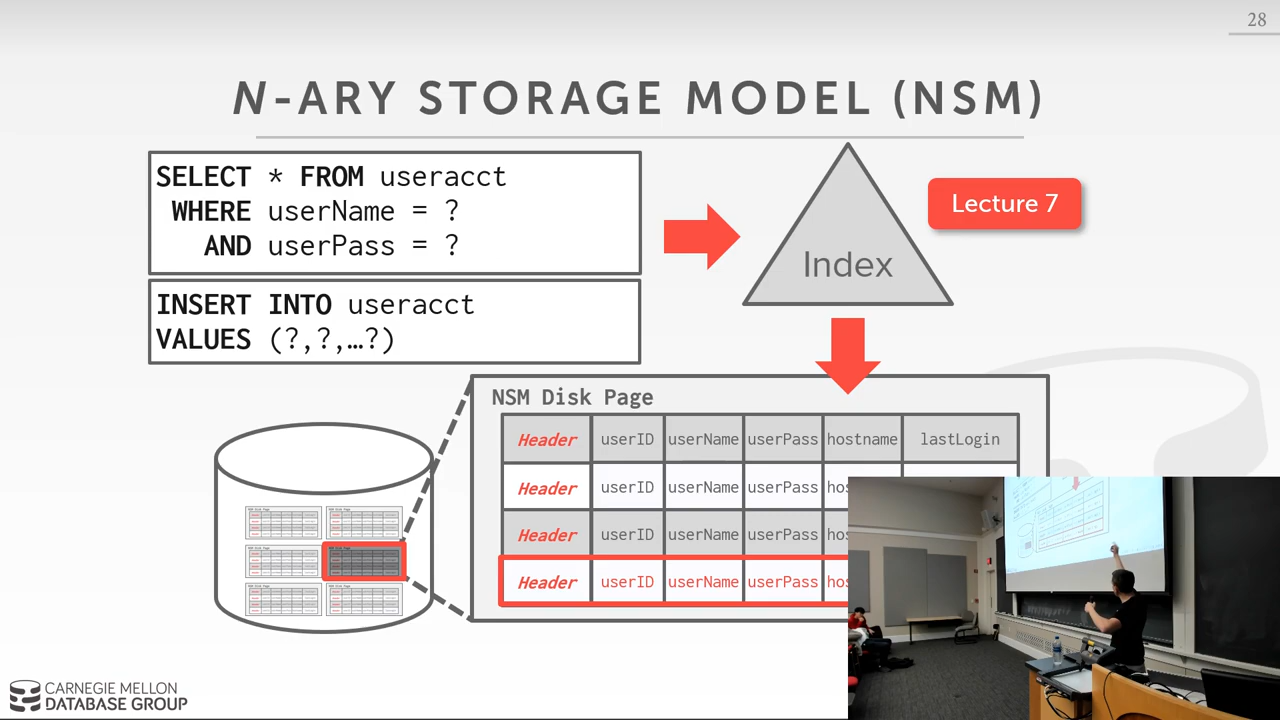 28
N-ARY STORAGE MODEL (NSM)
SELECT * FROM useracct
WHERE userName = ?
AND userPass = ?
INSERT INTO useracct
VALUES (?,?,…?)
Index
Lecture 7
NSM Disk Page
Header userID userName userPass hostname lastLogin
Header userID userName userPass hos
Header userID userName userPass hos
Header userID userName userPass hos
CARNEGIE MELLON
DATABASE GROUP